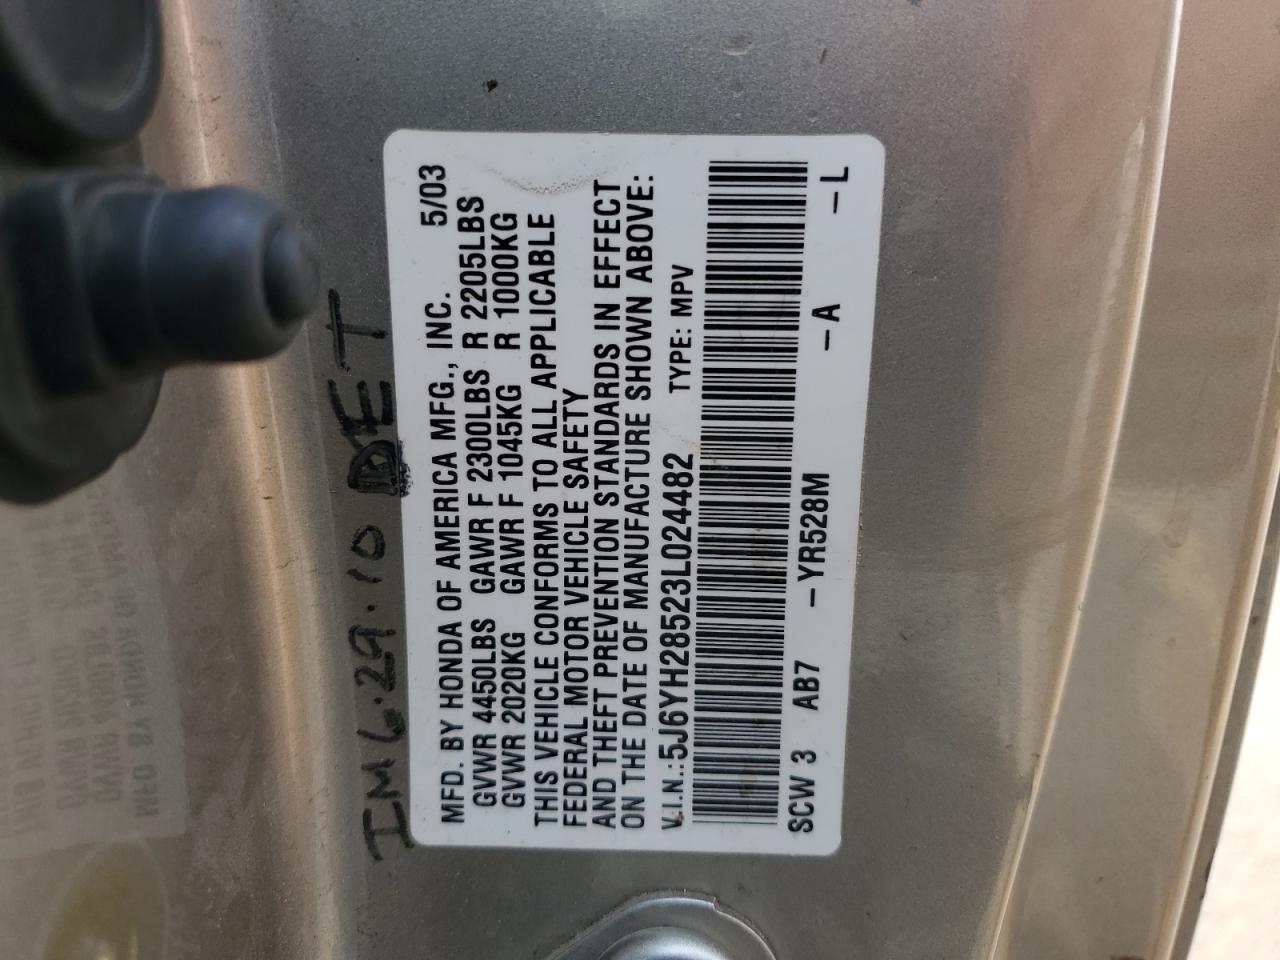 IM 6.29.10 DET
MFD. BY HONDA OF AMERICA MFG., INC. 5/03
GVWR 4450LBS GAWR F 2300LBS R 2205LBS
GVWR 2020KG GAWR F 1045KG R 1000KG
THIS VEHICLE CONFORMS TO ALL APPLICABLE
FEDERAL MOTOR VEHICLE SAFETY
AND THEFT PREVENTION STANDARDS IN EFFECT
ON THE DATE OF MANUFACTURE SHOWN ABOVE:
V.I.N.:5J6YH28523L024482 TYPE: MPV
SCW 3 AB7 –YR528M –A –L